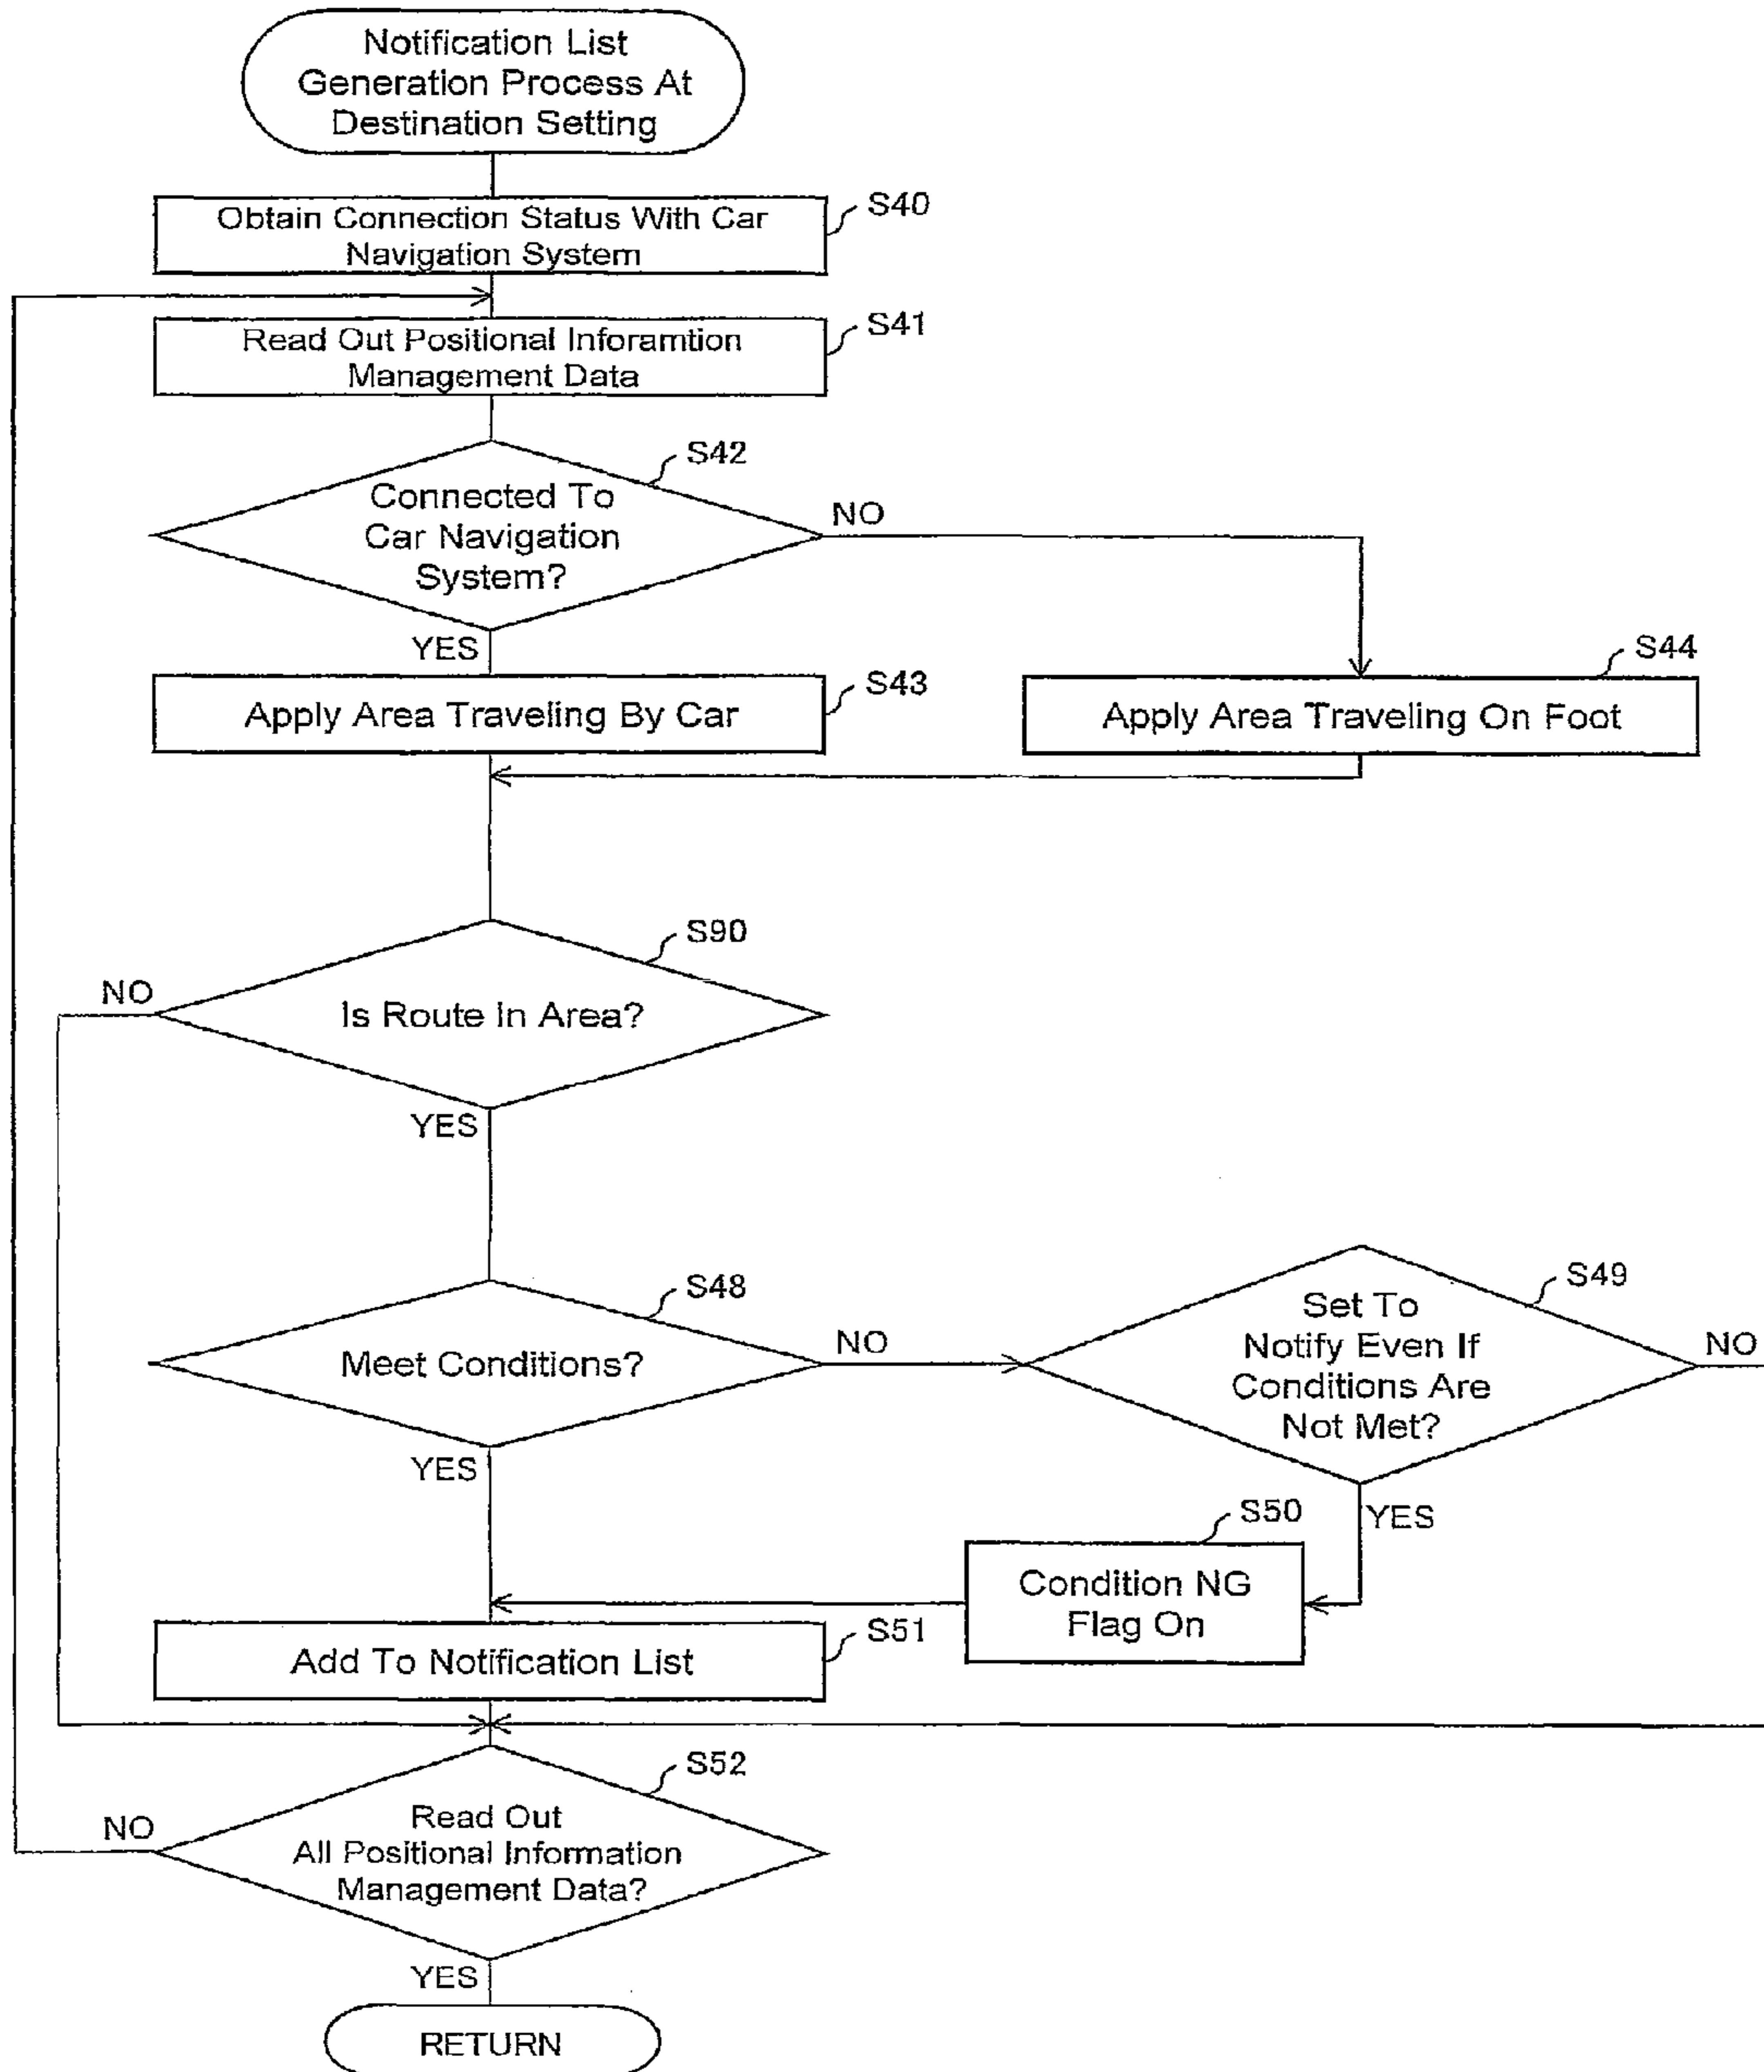 Notification List
Generation Process At
Destination Setting
Obtain Connection Status With Car
Navigation System
S40
Read Out Positional Inforamtion
Management Data
S41
S42
Connected To
Car Navigation
System?
NO
YES
S43
Apply Area Traveling By Car
S44
Apply Area Traveling On Foot
S90
NO
Is Route In Area?
YES
S48
Meet Conditions?
NO
S49
Set To
Notify Even If
Conditions Are
Not Met?
NO
YES
YES
S50
Condition NG
Flag On
S51
Add To Notification List
S52
NO
Read Out
All Positional Information
Management Data?
YES
RETURN